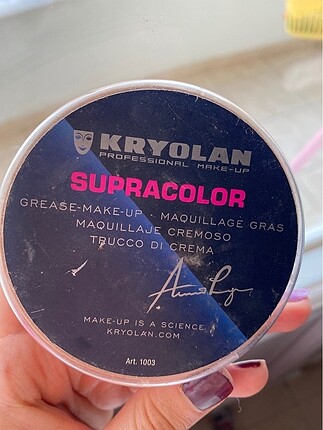 KRYOLAN
PROFESSIONAL MAKE-UP
SUPRACOLOR
GREASE-MAKE-UP · MAQUILLAGE GRAS
MAQUILLAJE CREMOSO
TRUCCO DI CREMA
MAKE-UP IS A SCIENCE
KRYOLAN.COM
Art. 1003